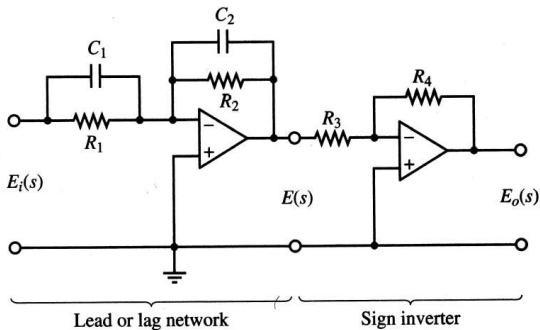 C₁
R₁
C₂
R₂
−
+
R₃
R₄
−
+
Eᵢ(s)
E(s)
Eₒ(s)
Lead or lag network
Sign inverter